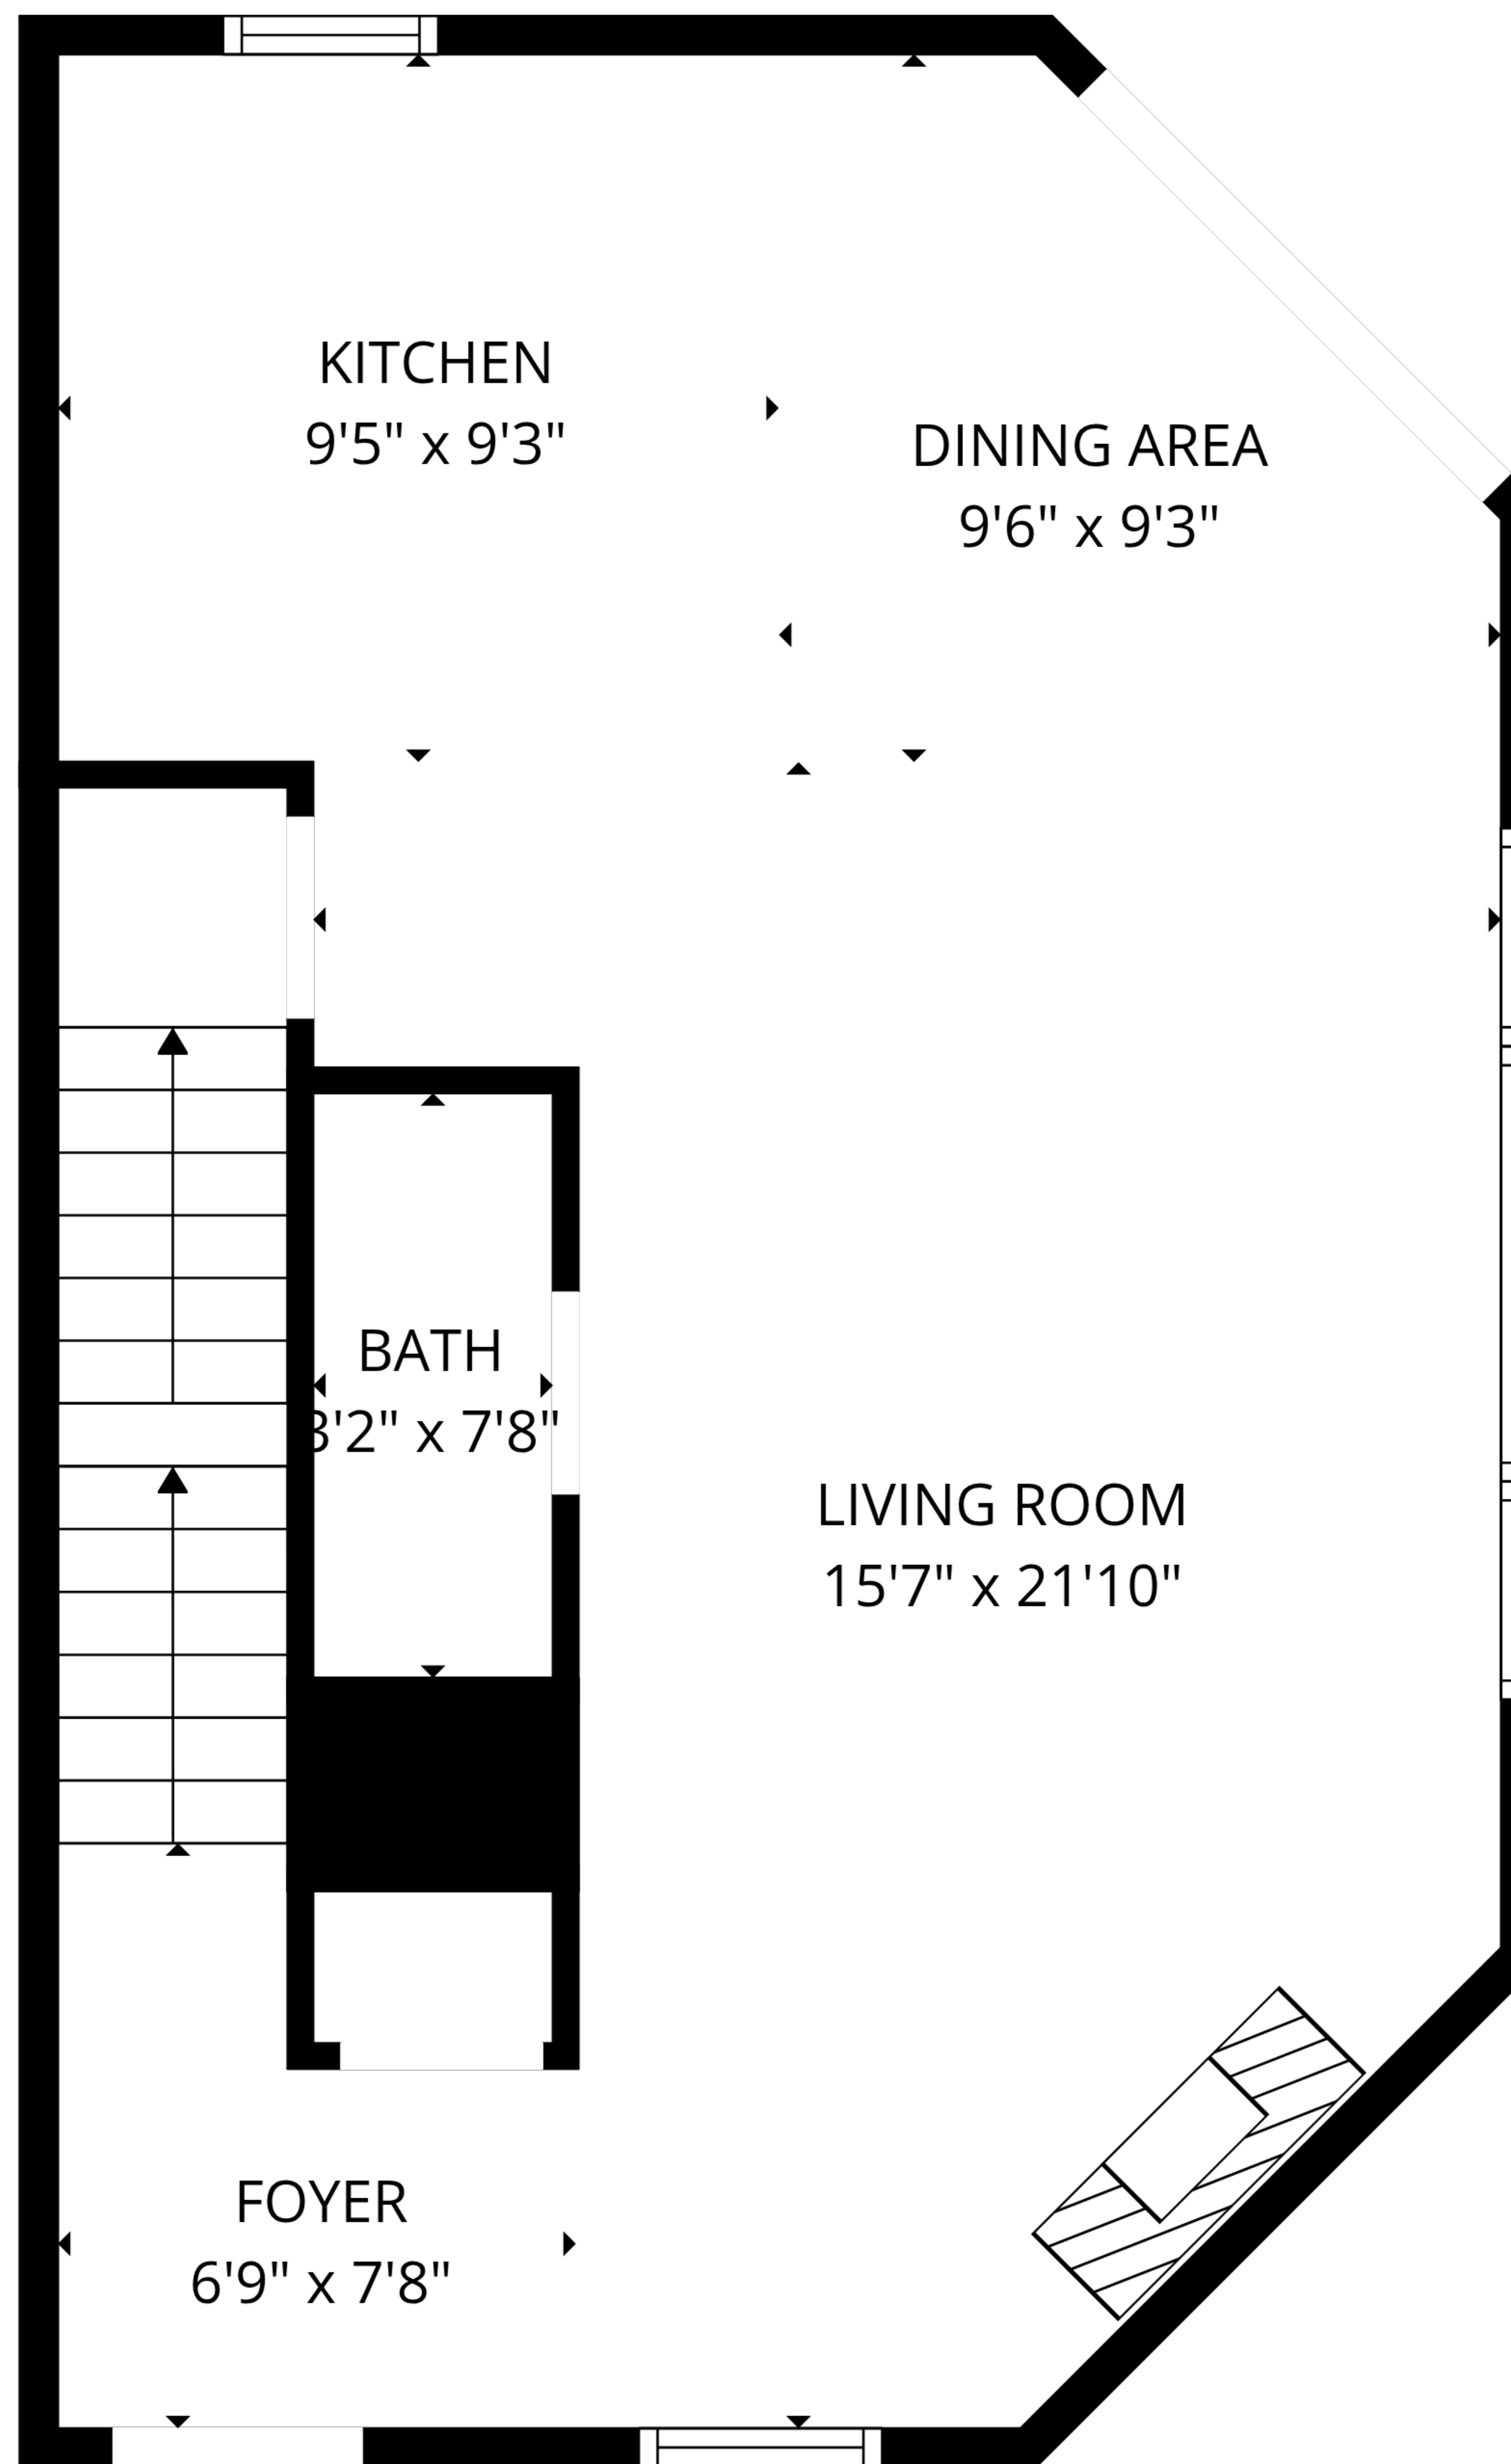 KITCHEN
9'5" x 9'3"
DINING AREA
9'6" x 9'3"
BATH
3'2" x 7'8"
LIVING ROOM
15'7" x 21'10"
FOYER
6'9" x 7'8"